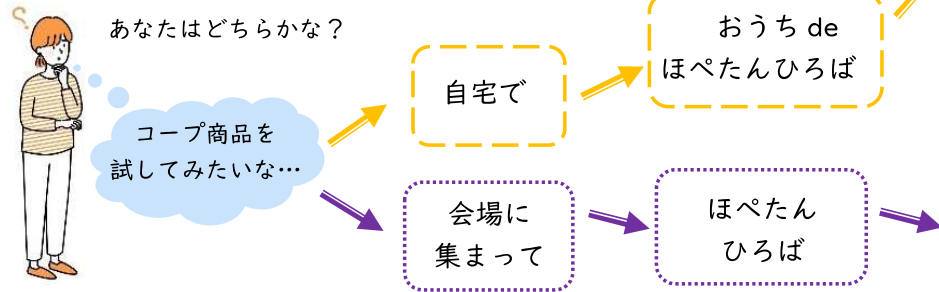 あなたはどちらかな？
コープ商品を
試してみたいな…
自宅で
おうち de
ほぺたんひろば
会場に
集まって
ほぺたん
ひろば